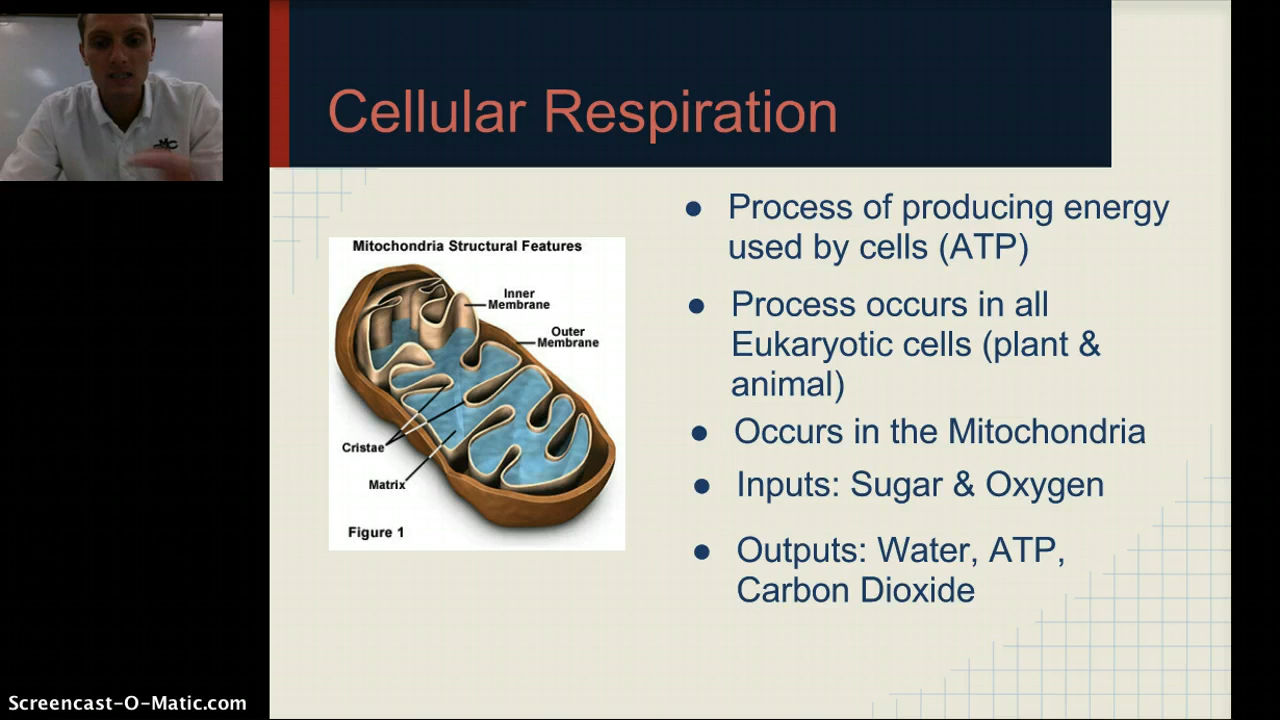 Cellular Respiration
Mitochondria Structural Features
Inner
Membrane
Outer
Membrane
Cristae
Matrix
Figure 1
● Process of producing energy
used by cells (ATP)
● Process occurs in all
Eukaryotic cells (plant &
animal)
● Occurs in the Mitochondria
● Inputs: Sugar & Oxygen
● Outputs: Water, ATP,
Carbon Dioxide
Screencast-O-Matic.com